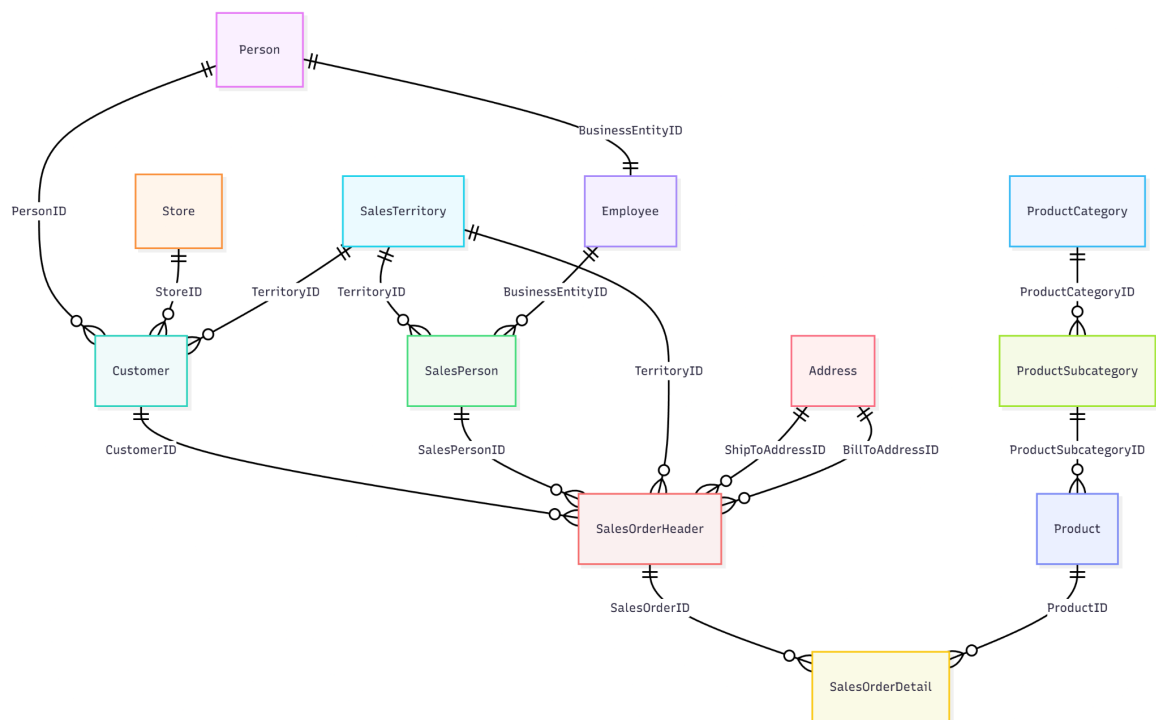 Person
BusinessEntityID
Store
SalesTerritory
Employee
ProductCategory
PersonID
StoreID
TerritoryID
TerritoryID
BusinessEntityID
ProductCategoryID
Customer
SalesPerson
TerritoryID
Address
ProductSubcategory
CustomerID
SalesPersonID
ShipToAddressID
BillToAddressID
ProductSubcategoryID
SalesOrderHeader
Product
SalesOrderID
ProductID
SalesOrderDetail